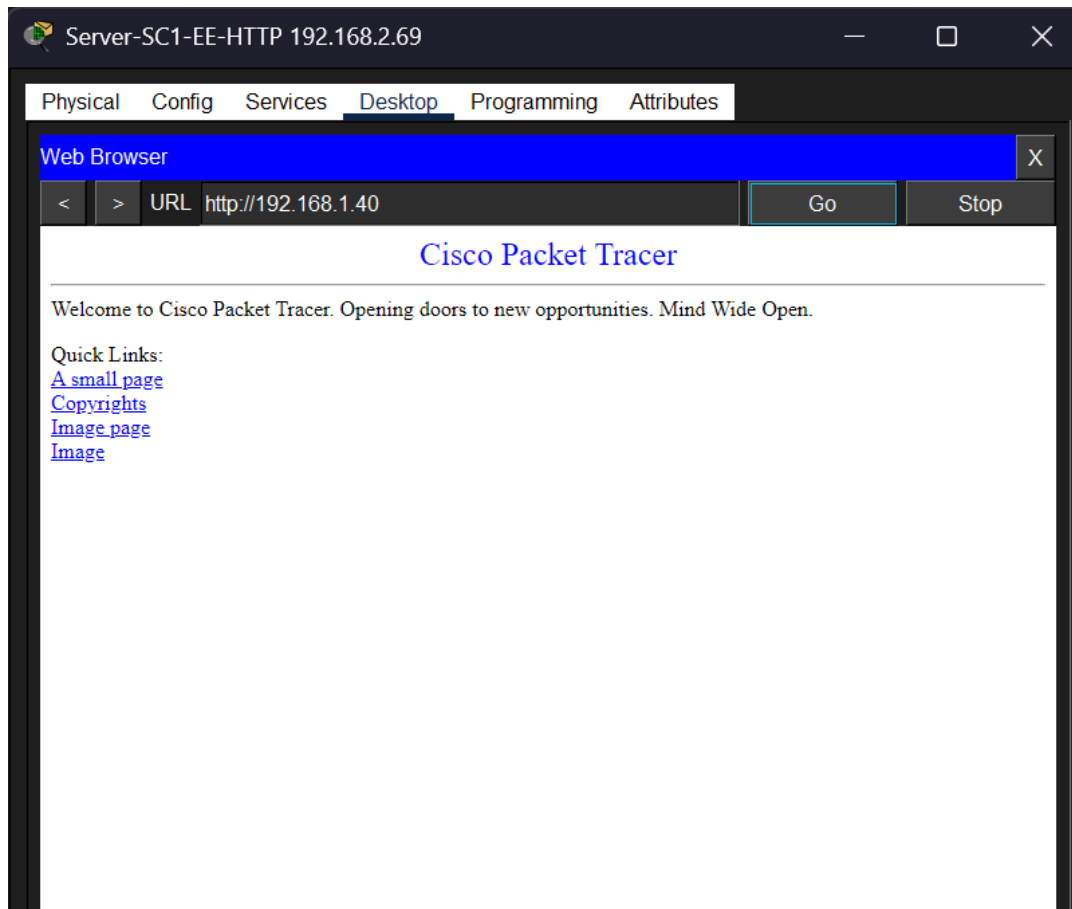 Server-SC1-EE-HTTP 192.168.2.69
Physical Config Services Desktop Programming Attributes
Web Browser X
< > URL http://192.168.1.40 Go Stop
Cisco Packet Tracer
Welcome to Cisco Packet Tracer. Opening doors to new opportunities. Mind Wide Open.
Quick Links:
A small page
Copyrights
Image page
Image